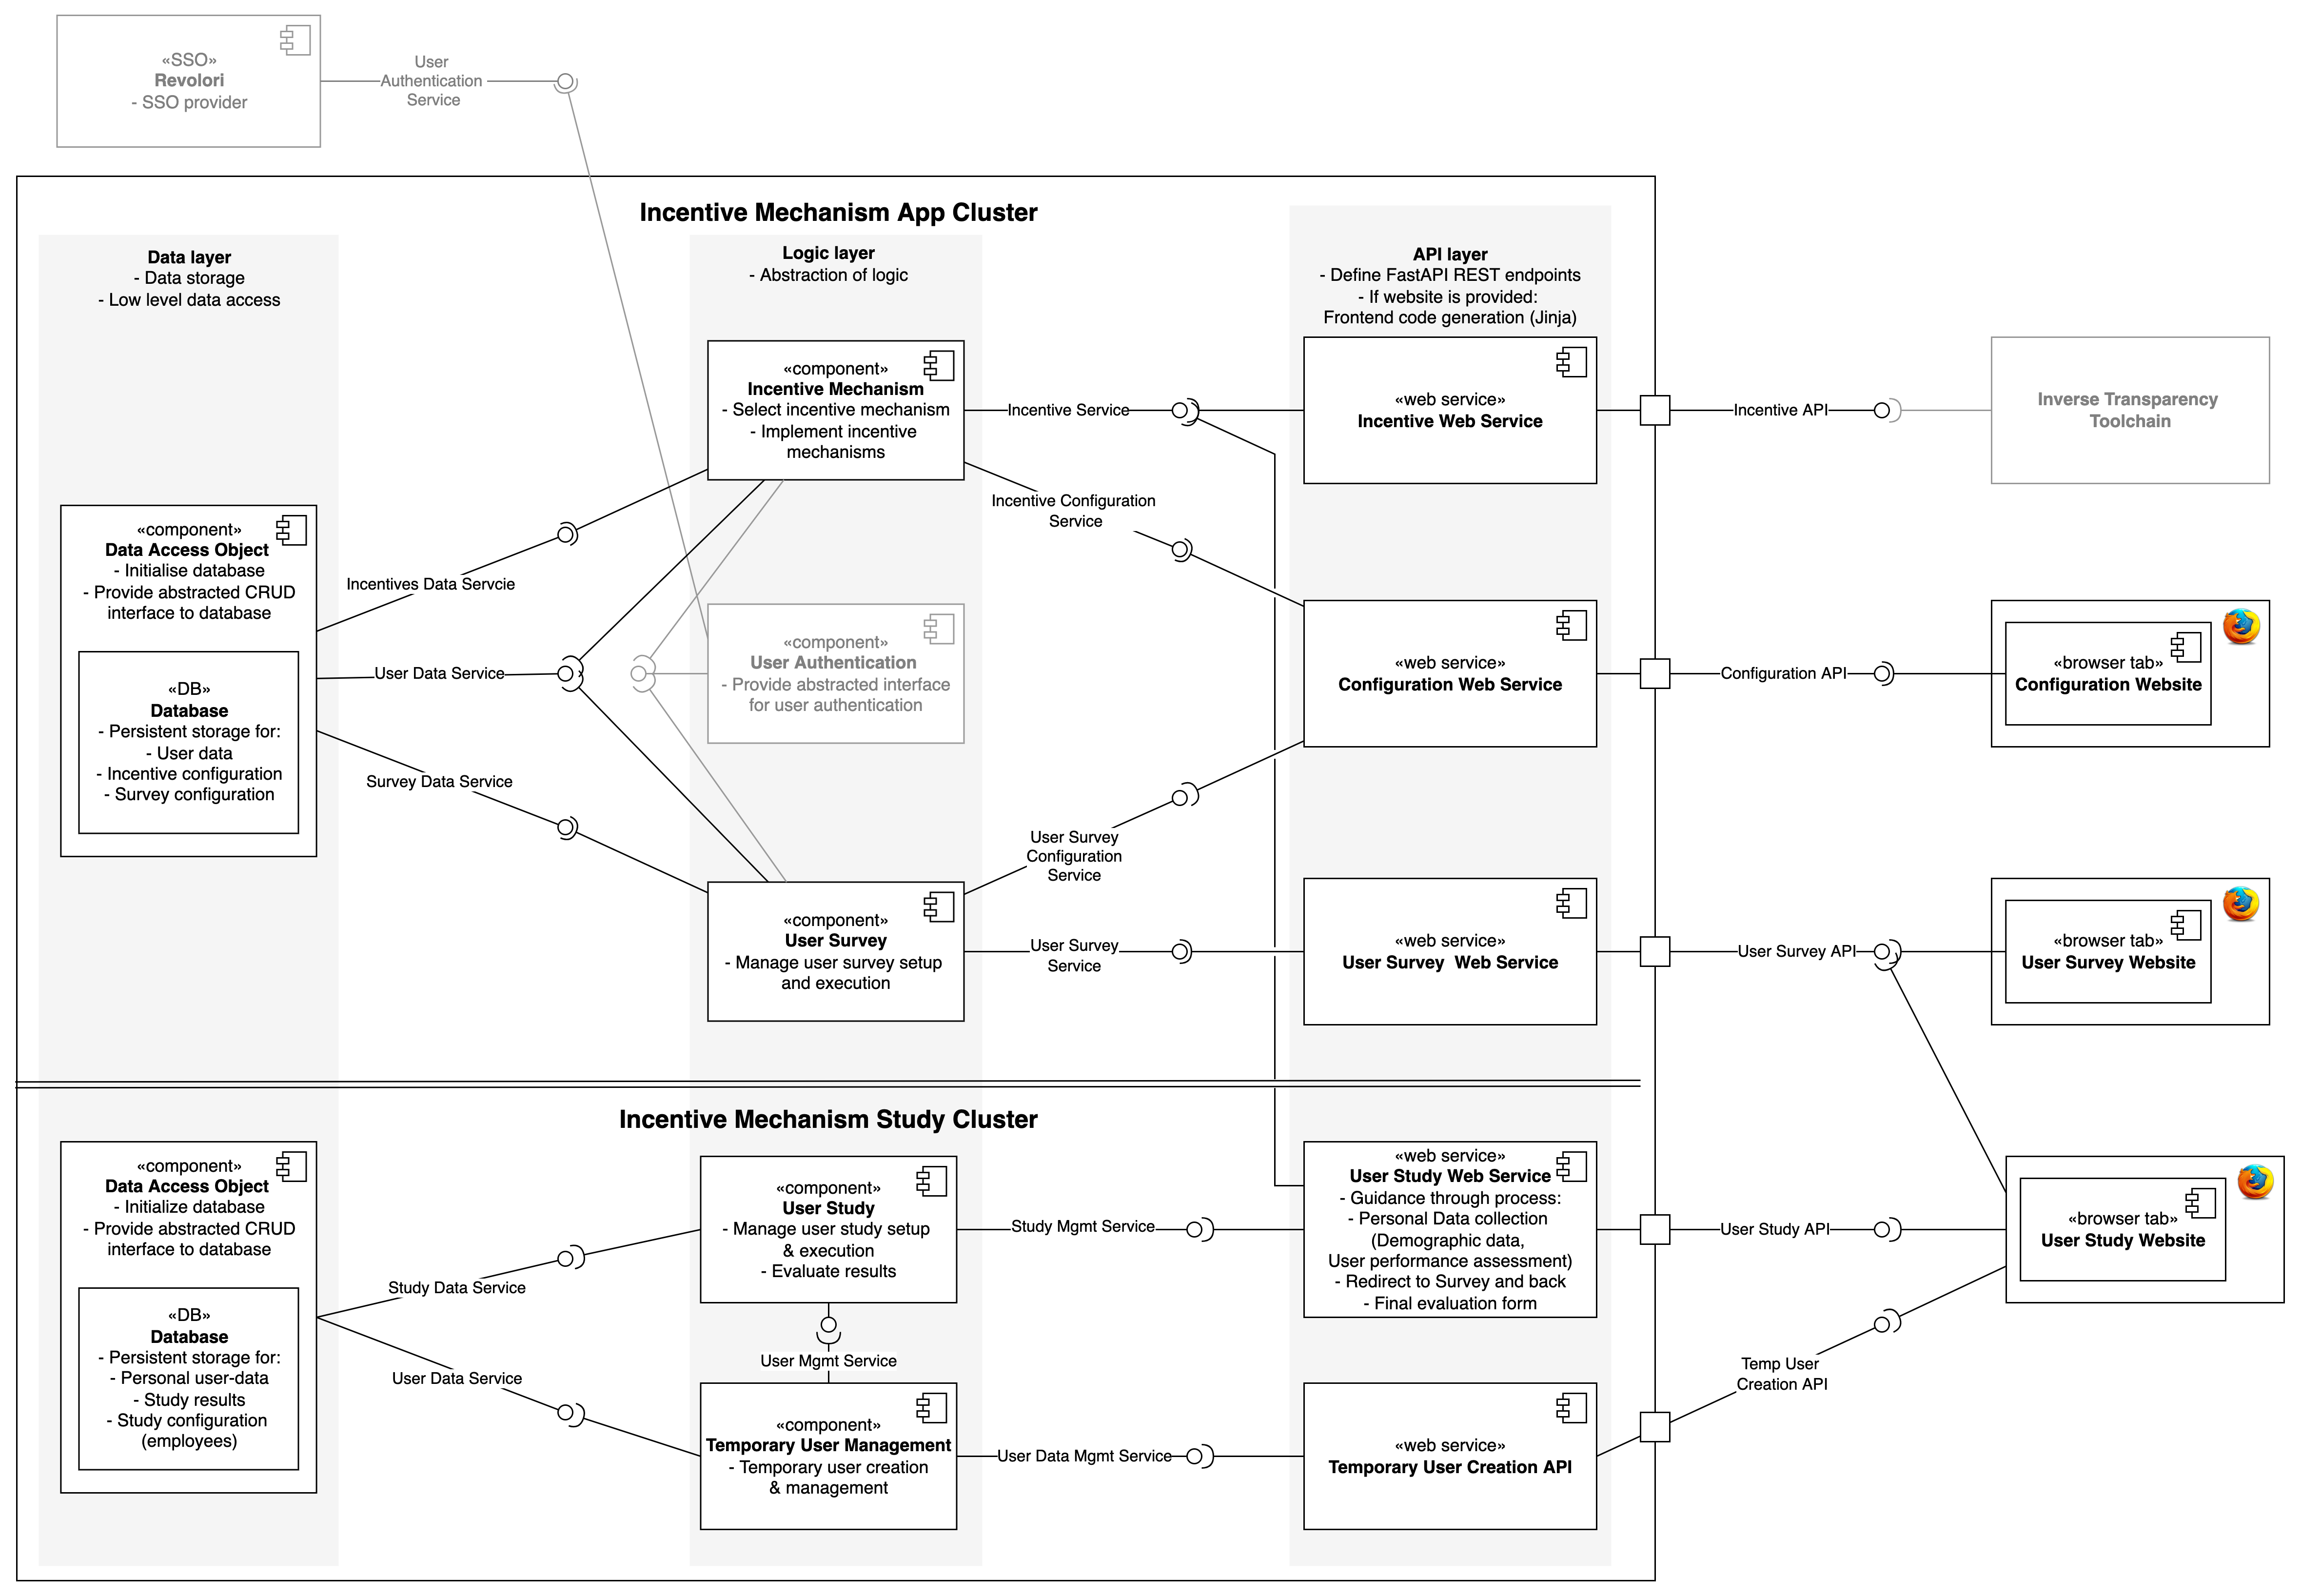 «SSO»
Revolori
- SSO provider
User
Authentication
Service
Incentive Mechanism App Cluster
Data layer
- Data storage
- Low level data access
Logic layer
- Abstraction of logic
API layer
- Define FastAPI REST endpoints
- If website is provided:
Frontend code generation (Jinja)
«component»
Incentive Mechanism
- Select incentive mechanism
- Implement incentive
mechanisms
Incentive Service
«web service»
Incentive Web Service
Incentive API
Inverse Transparency
Toolchain
Incentive Configuration
Service
«component»
Data Access Object
- Initialise database
- Provide abstracted CRUD
interface to database
Incentives Data Servcie
«DB»
Database
- Persistent storage for:
- User data
- Incentive configuration
- Survey configuration
User Data Service
«component»
User Authentication
- Provide abstracted interface
for user authentication
«web service»
Configuration Web Service
Configuration API
«browser tab»
Configuration Website
Survey Data Service
User Survey
Configuration
Service
«component»
User Survey
- Manage user survey setup
and execution
User Survey
Service
«web service»
User Survey  Web Service
User Survey API
«browser tab»
User Survey Website
Incentive Mechanism Study Cluster
«component»
Data Access Object
- Initialize database
- Provide abstracted CRUD
interface to database
«DB»
Database
- Persistent storage for:
- Personal user-data
- Study results
- Study configuration
(employees)
Study Data Service
User Data Service
«component»
User Study
- Manage user study setup
& execution
- Evaluate results
User Mgmt Service
«component»
Temporary User Management
- Temporary user creation
& management
Study Mgmt Service
User Data Mgmt Service
«web service»
User Study Web Service
- Guidance through process:
- Personal Data collection
(Demographic data,
User performance assessment)
- Redirect to Survey and back
- Final evaluation form
«web service»
Temporary User Creation API
User Study API
Temp User
Creation API
«browser tab»
User Study Website